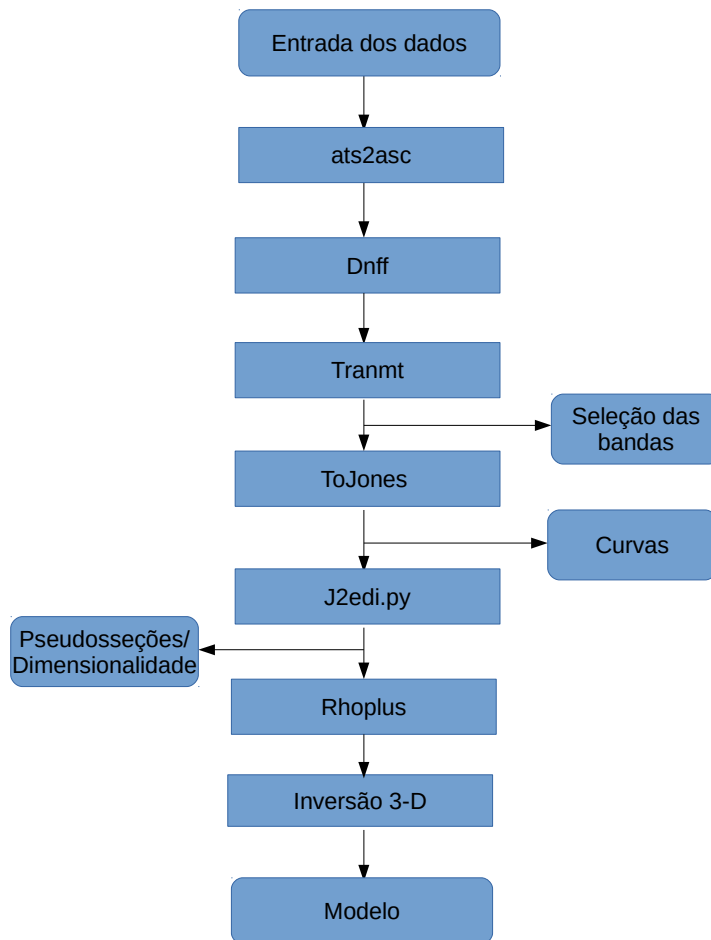 Entrada dos dados
ats2asc
Dnff
Tranmt
Seleção das
bandas
ToJones
Curvas
J2edi.py
Pseudosseções/
Dimensionalidade
Rhoplus
Inversão 3-D
Modelo